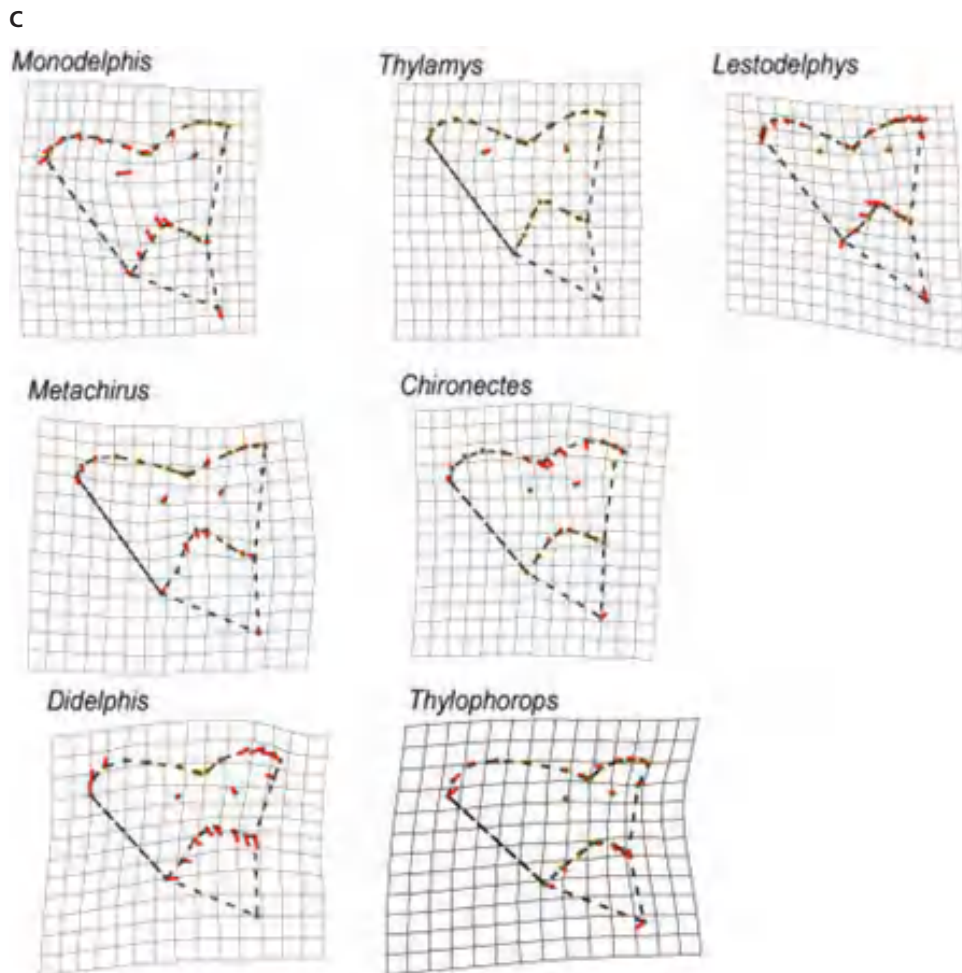 C
Monodelphis
Thylamys
Lestodelphys
Metachirus
Chironectes
Didelphis
Thylophorops